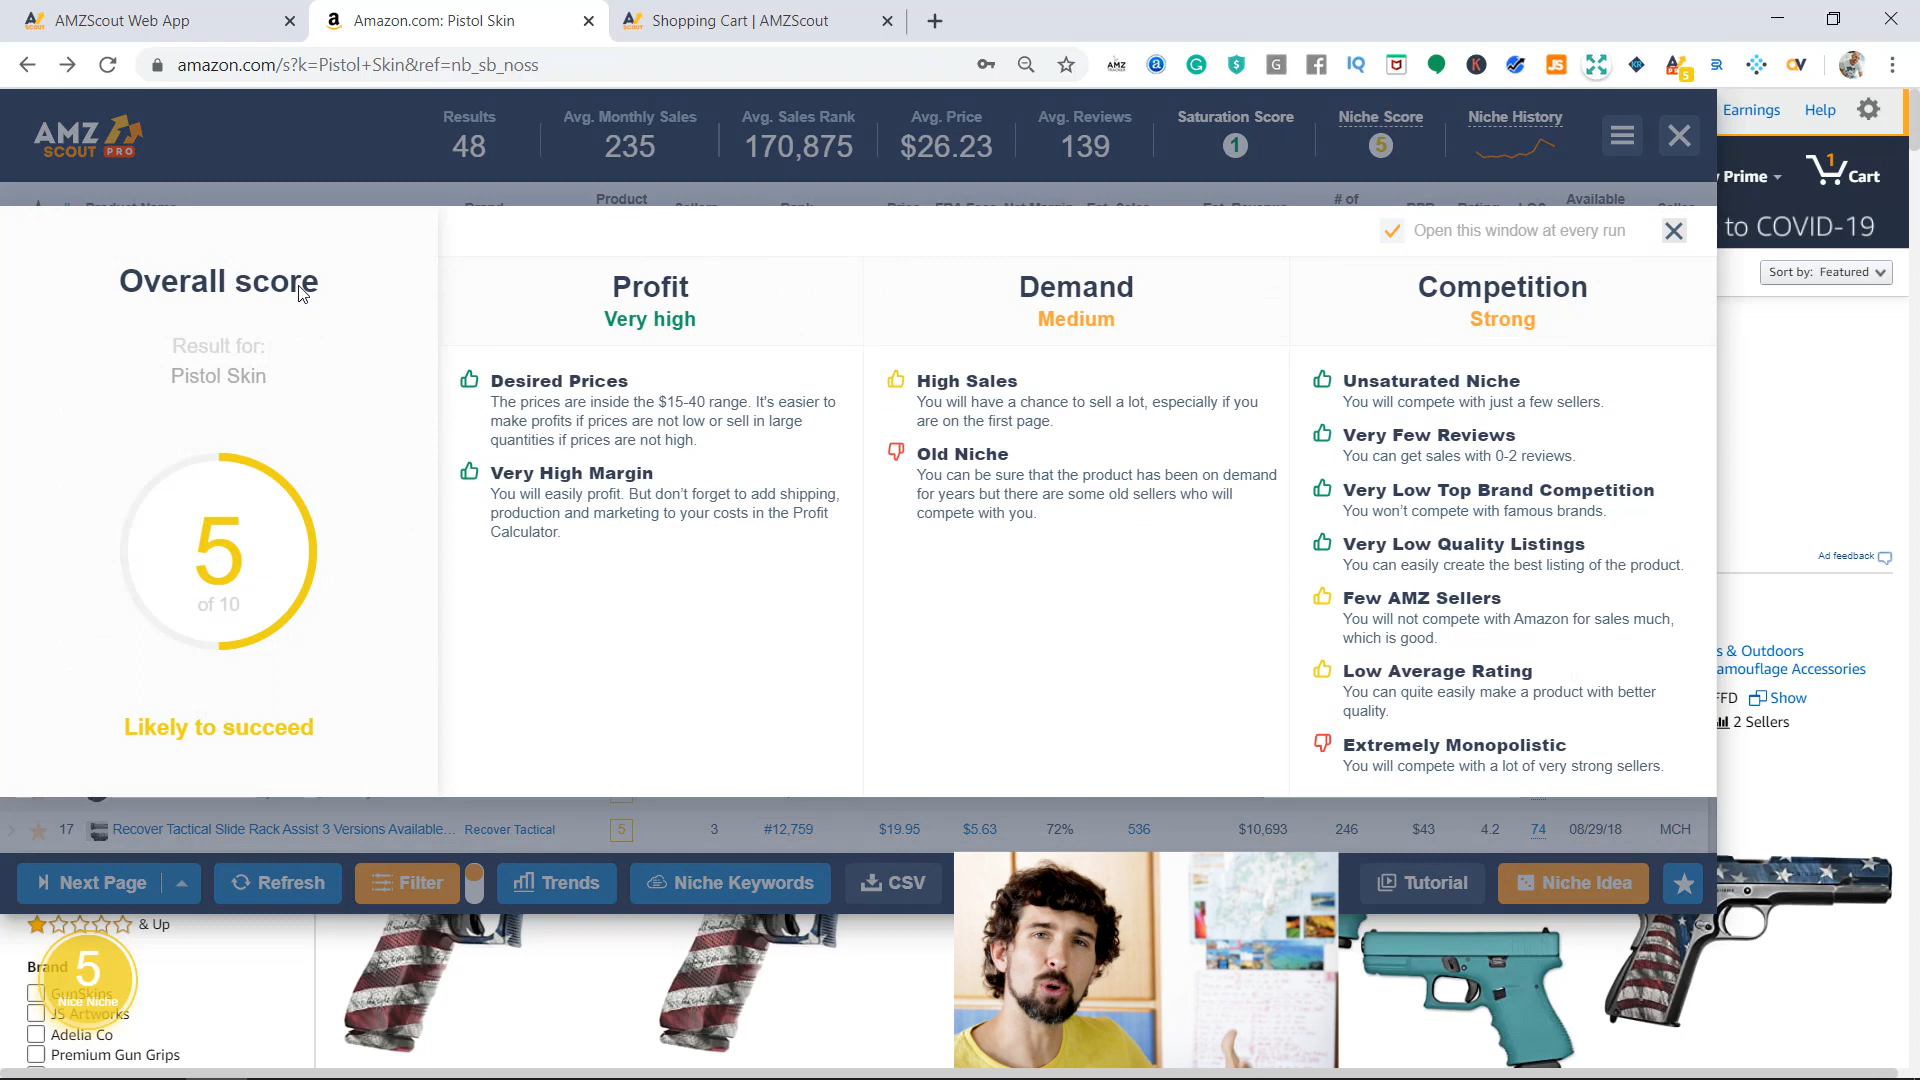 AMZScout Web App
Amazon.com: Pistol Skin
Shopping Cart | AMZScout
amazon.com/s?k=Pistol+Skin&ref=nb_sb_noss
AMZ
SCOUT PRO
Results
48
Avg. Monthly Sales
235
Avg. Sales Rank
170,875
Avg. Price
$26.23
Avg. Reviews
139
Saturation Score
1
Niche Score
5
Niche History
Earnings
Help
Prime
1
Cart
to COVID-19
Sort by: Featured
Product
# of
Available
Open this window at every run
Overall score
Result for:
Pistol Skin
5
of 10
Likely to succeed
Profit
Very high
Desired Prices
The prices are inside the $15-40 range. It's easier to
make profits if prices are not low or sell in large
quantities if prices are not high.
Very High Margin
You will easily profit. But don't forget to add shipping,
production and marketing to your costs in the Profit
Calculator.
Demand
Medium
High Sales
You will have a chance to sell a lot, especially if you
are on the first page.
Old Niche
You can be sure that the product has been on demand
for years but there are some old sellers who will
compete with you.
Competition
Strong
Unsaturated Niche
You will compete with just a few sellers.
Very Few Reviews
You can get sales with 0-2 reviews.
Very Low Top Brand Competition
You won't compete with famous brands.
Very Low Quality Listings
You can easily create the best listing of the product.
Few AMZ Sellers
You will not compete with Amazon for sales much,
which is good.
Low Average Rating
You can quite easily make a product with better
quality.
Extremely Monopolistic
You will compete with a lot of very strong sellers.
Ad feedback
s & Outdoors
amouflage Accessories
FD Show
2 Sellers
17 Recover Tactical Slide Rack Assist 3 Versions Available... Recover Tactical 5 3 #12,759 $19.95 $5.63 72% 536 $10,693 246 $43 4.2 74 08/29/18 MCH
Next Page
Refresh
Filter
Trends
Niche Keywords
CSV
Tutorial
Niche Idea
& Up
Brand
5
Nice Niche
GunSkins
JS Artworks
Adelia Co
Premium Gun Grips